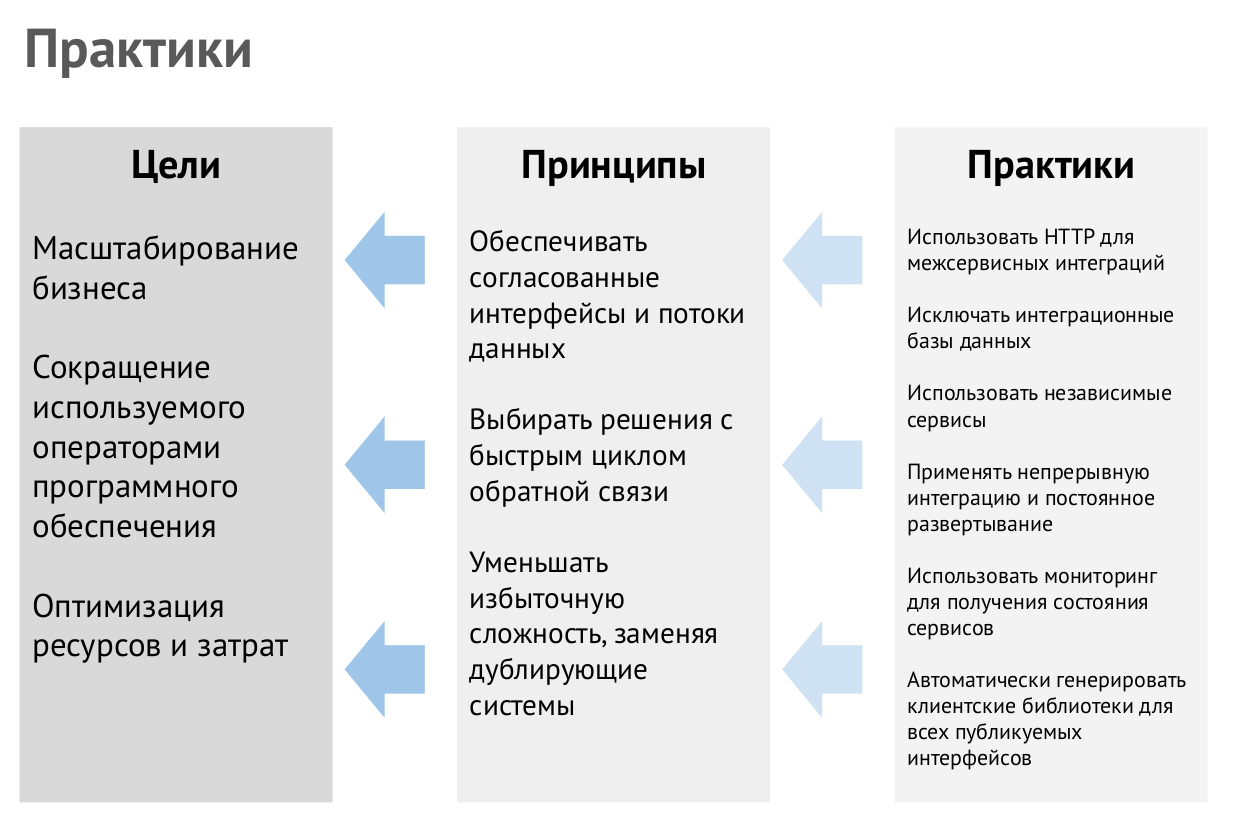 Практики
Цели
Масштабирование
бизнеса
Сокращение
используемого
операторами
программного
обеспечения
Оптимизация
ресурсов и затрат
Принципы
Обеспечивать
согласованные
интерфейсы и потоки
данных
Выбирать решения с
быстрым циклом
обратной связи
Уменьшать
избыточную
сложность, заменяя
дублирующие
системы
Практики
Использовать HTTP для
межсервисных интеграций
Исключать интеграционные
базы данных
Использовать независимые
сервисы
Применять непрерывную
интеграцию и постоянное
развертывание
Использовать мониторинг
для получения состояния
сервисов
Автоматически генерировать
клиентские библиотеки для
всех публикуемых
интерфейсов